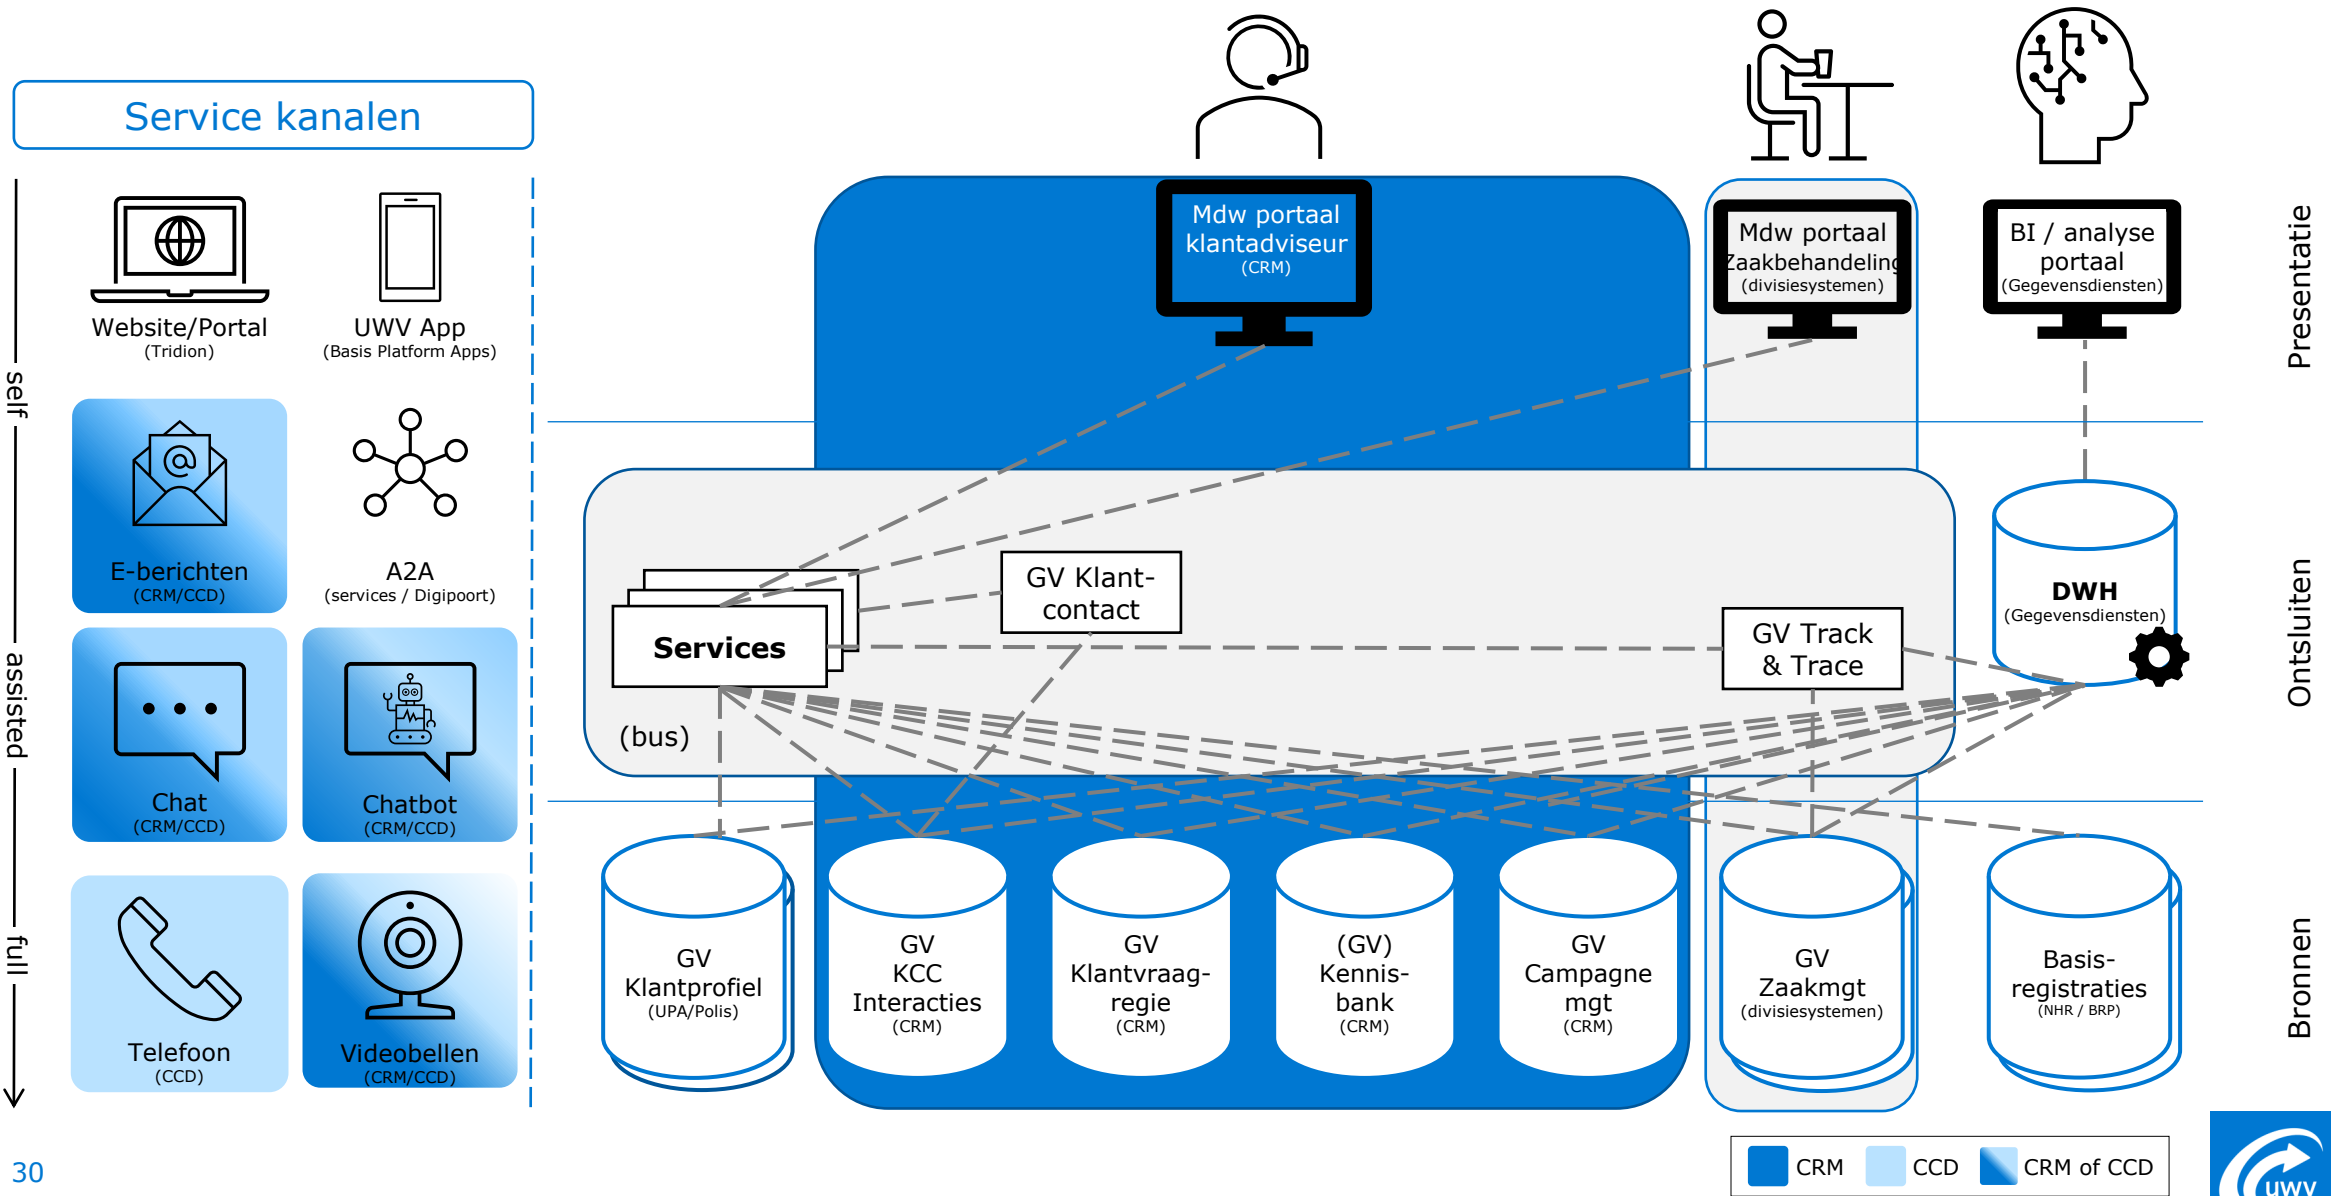 Service kanalen
self
assisted
full
Website/Portal
(Tridion)
UWV App
(Basis Platform Apps)
@
E-berichten
(CRM/CCD)
A2A
(services / Digipoort)
Chat
(CRM/CCD)
Chatbot
(CRM/CCD)
Telefoon
(CCD)
Videobellen
(CRM/CCD)
Mdw portaal
klantadviseur
(CRM)
Mdw portaal
Zaakbehandeling
(divisiesystemen)
BI / analyse
portaal
(Gegevensdiensten)
Presentatie
Services
(bus)
GV Klant-
contact
GV Track
& Trace
DWH
(Gegevensdiensten)
Ontsluiten
GV
Klantprofiel
(UPA/Polis)
GV
KCC
Interacties
(CRM)
GV
Klantvraag-
regie
(CRM)
(GV)
Kennis-
bank
(CRM)
GV
Campagne
mgt
(CRM)
GV
Zaakmgt
(divisiesystemen)
Basis-
registraties
(NHR / BRP)
Bronnen
CRM
CCD
CRM of CCD
30
UWV